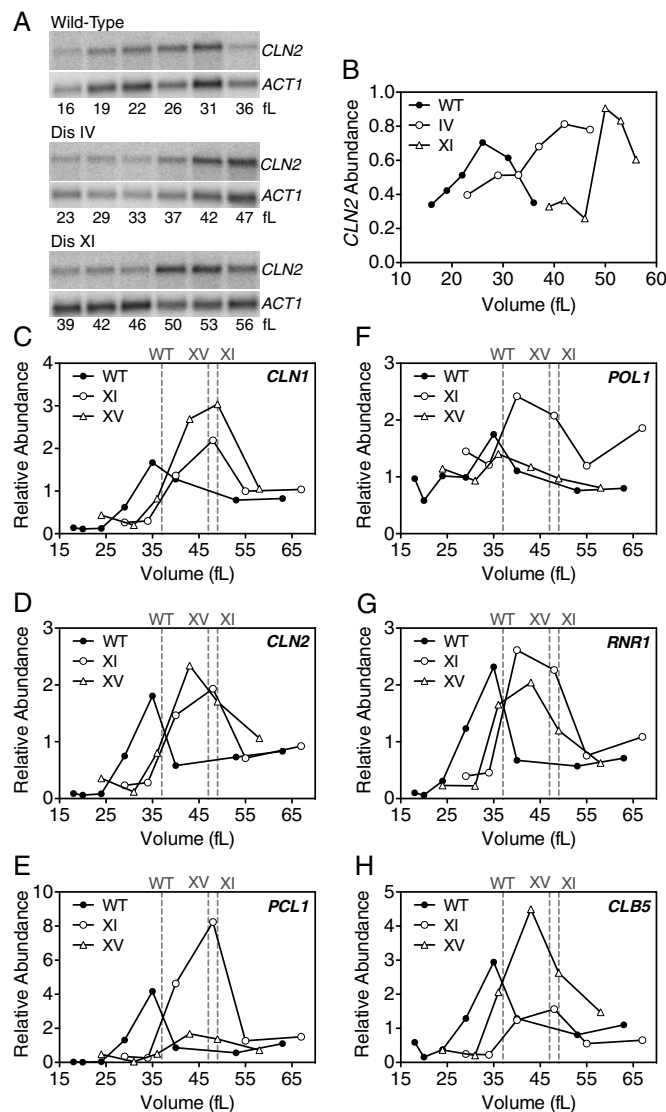 A
Wild-Type
CLN2
ACT1
16 19 22 26 31 36 fL
Dis IV
CLN2
ACT1
23 29 33 37 42 47 fL
Dis XI
CLN2
ACT1
39 42 46 50 53 56 fL
B
WT
IV
XI
CLN2 Abundance
1.0
0.8
0.6
0.4
0.2
0.0
10 20 30 40 50 60
Volume (fL)
C
WT XV XI
WT
XI
XV
CLN1
Relative Abundance
4
3
2
1
0
15 25 35 45 55 65
Volume (fL)
F
WT XV XI
WT
XI
XV
POL1
Relative Abundance
3
2
1
0
15 25 35 45 55 65
Volume (fL)
D
WT XV XI
WT
XI
XV
CLN2
Relative Abundance
3
2
1
0
15 25 35 45 55 65
Volume (fL)
G
WT XV XI
WT
XI
XV
RNR1
Relative Abundance
3
2
1
0
15 25 35 45 55 65
Volume (fL)
E
WT XV XI
WT
XI
XV
PCL1
Relative Abundance
10
8
6
4
2
0
15 25 35 45 55 65
Volume (fL)
H
WT XV XI
WT
XI
XV
CLB5
Relative Abundance
5
4
3
2
1
0
15 25 35 45 55 65
Volume (fL)